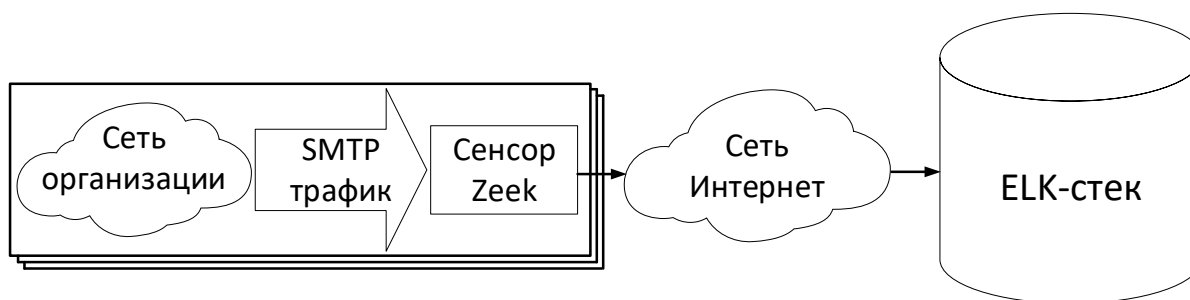 Сеть
организации
SMTP
трафик
Сенсор
Zeek
Сеть
Интернет
ELK-стек